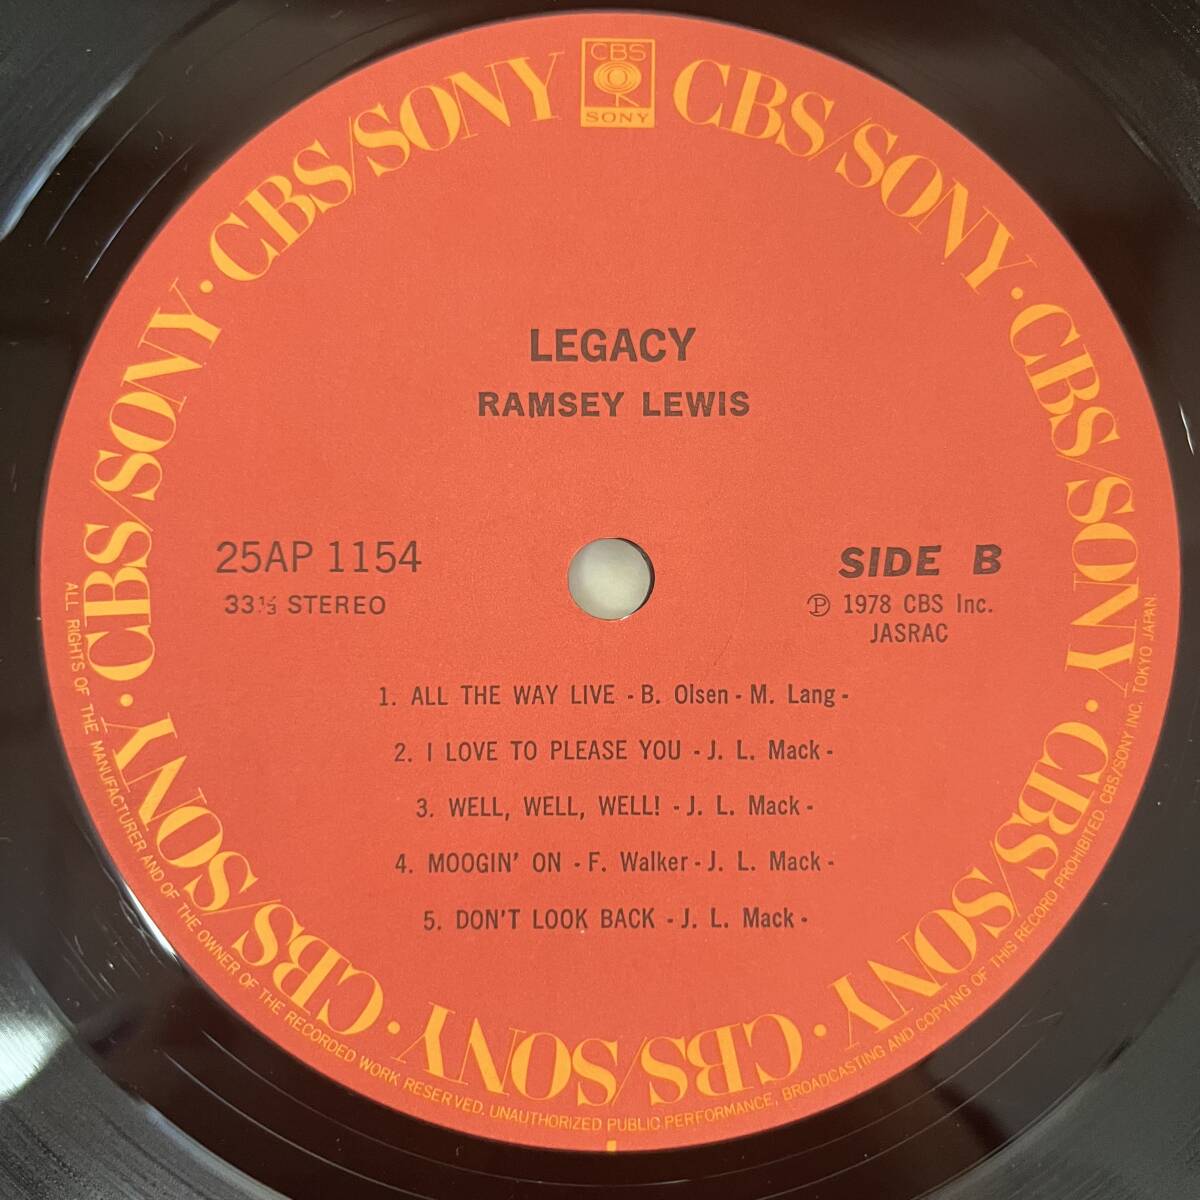 CBS
SONY
CBS/SONY · CBS/SONY · CBS/SONY · CBS/SONY · CBS/SONY · CBS/SONY · CBS/SONY · CBS/SONY
LEGACY
RAMSEY LEWIS
25AP 1154
33 1/3 STEREO
SIDE B
Ⓟ 1978 CBS Inc.
JASRAC
1. ALL THE WAY LIVE - B. Olsen - M. Lang -
2. I LOVE TO PLEASE YOU - J. L. Mack -
3. WELL, WELL, WELL! - J. L. Mack -
4. MOOGIN' ON - F. Walker - J. L. Mack -
5. DON'T LOOK BACK - J. L. Mack -
ALL RIGHTS OF THE MANUFACTURER AND OF THE OWNER OF THE RECORDED WORK RESERVED. UNAUTHORIZED PUBLIC PERFORMANCE, BROADCASTING AND COPYING OF THIS RECORD PROHIBITED. CBS/SONY INC. TOKYO JAPAN.